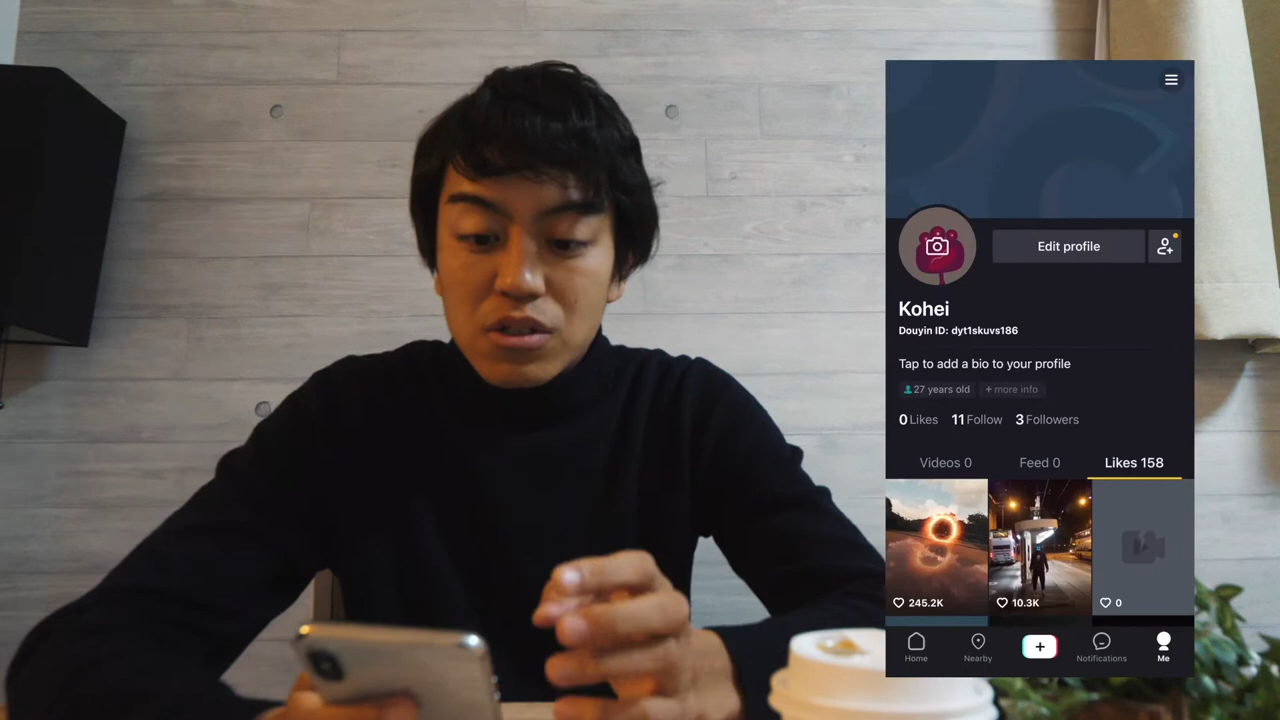 Edit profile
Kohei
Douyin ID: dyt1skuvs186
Tap to add a bio to your profile
27 years old
+ more info
0 Likes 11 Follow 3 Followers
Videos 0 Feed 0 Likes 158
245.2K 10.3K 0
Home Nearby Notifications Me